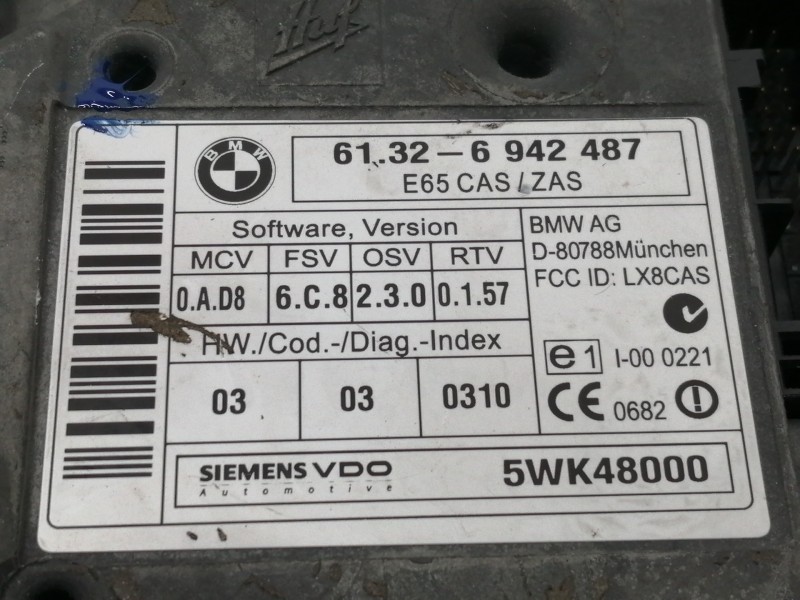 Huf
BMW
61.32 – 6 942 487
E65 CAS / ZAS
Software, Version
MCV FSV OSV RTV
0.A.D8 6.C.8 2.3.0 0.1.57
HW./Cod.-/Diag.-Index
03 03 0310
BMW AG
D-80788München
FCC ID: LX8CAS
e1 I-00 0221
CE 0682
SIEMENS VDO
Automotive
5WK48000